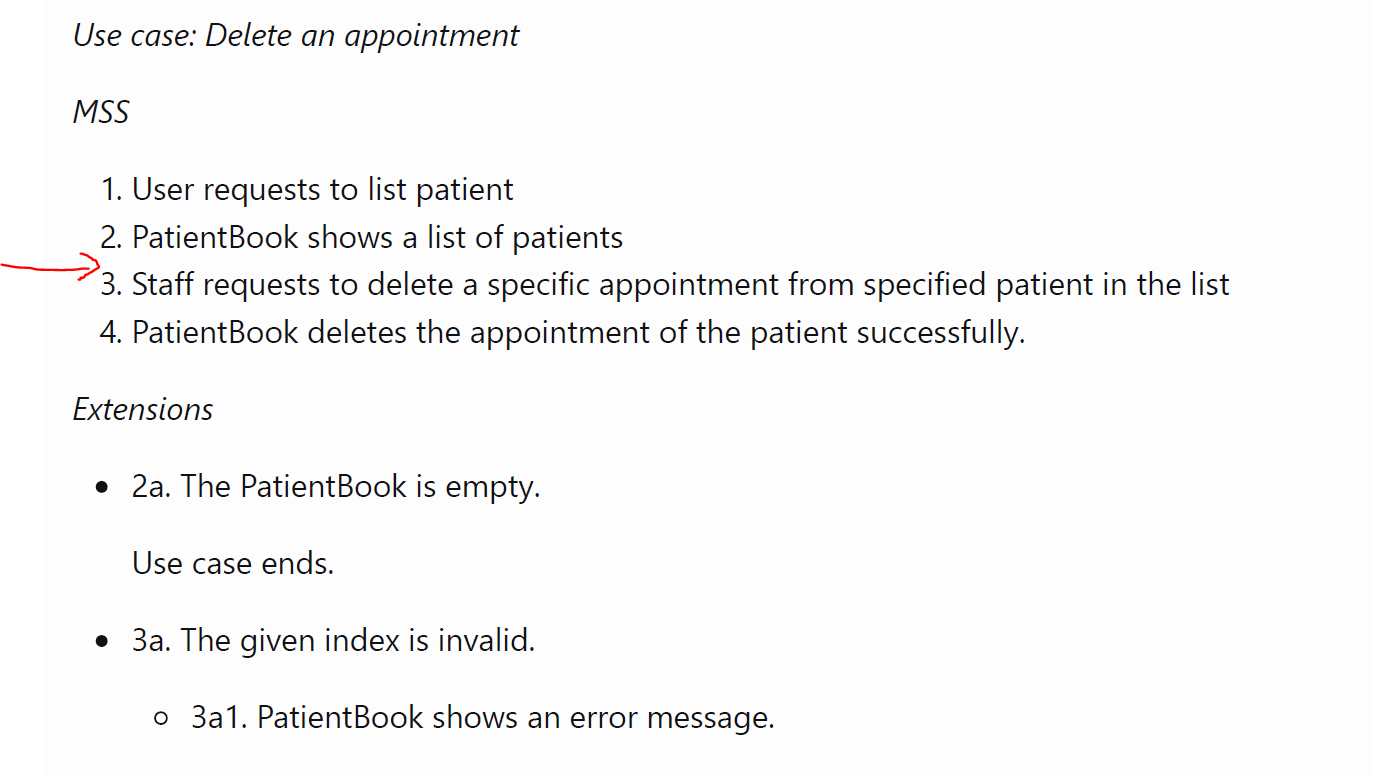 Use case: Delete an appointment
MSS
1. User requests to list patient
2. PatientBook shows a list of patients
3. Staff requests to delete a specific appointment from specified patient in the list
4. PatientBook deletes the appointment of the patient successfully.
Extensions
• 2a. The PatientBook is empty.
Use case ends.
• 3a. The given index is invalid.
○ 3a1. PatientBook shows an error message.